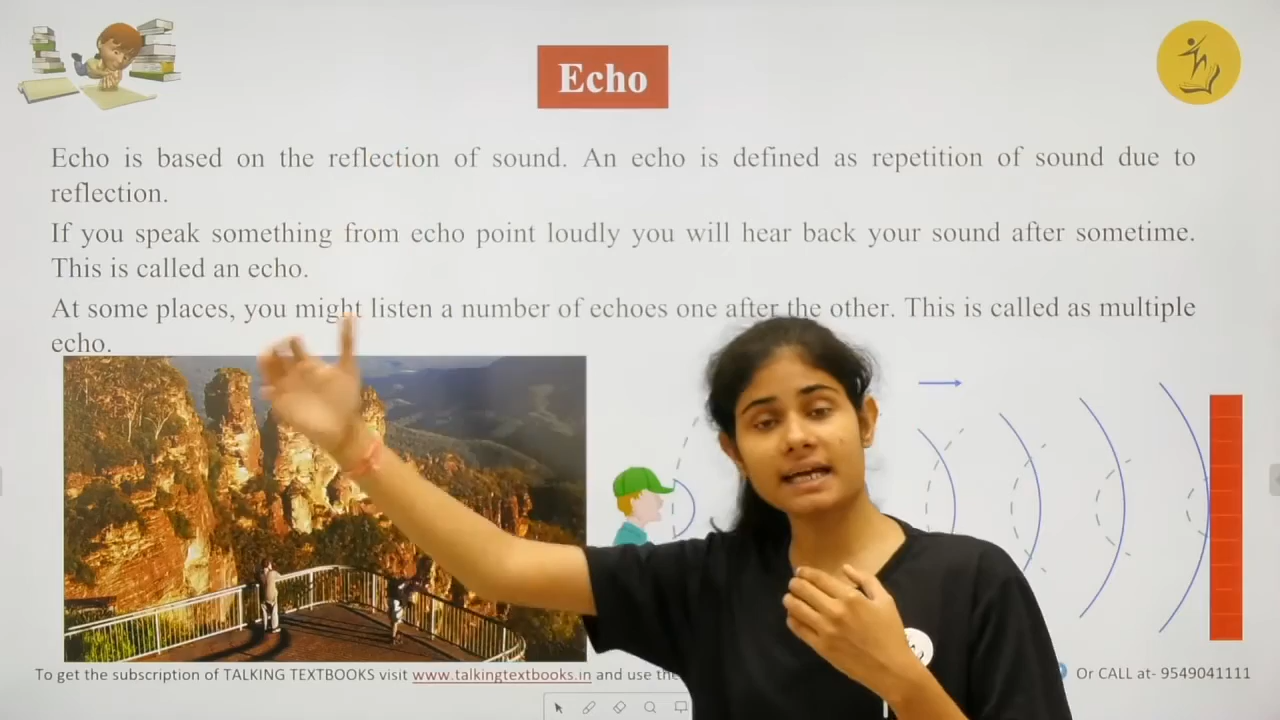 Echo
Echo is based on the reflection of sound. An echo is defined as repetition of sound due to
reflection.
If you speak something from echo point loudly you will hear back your sound after sometime.
This is called an echo.
At some places, you might listen a number of echoes one after the other. This is called as multiple
echo.
To get the subscription of TALKING TEXTBOOKS visit www.talkingtextbooks.in and use the Or CALL at- 9549041111